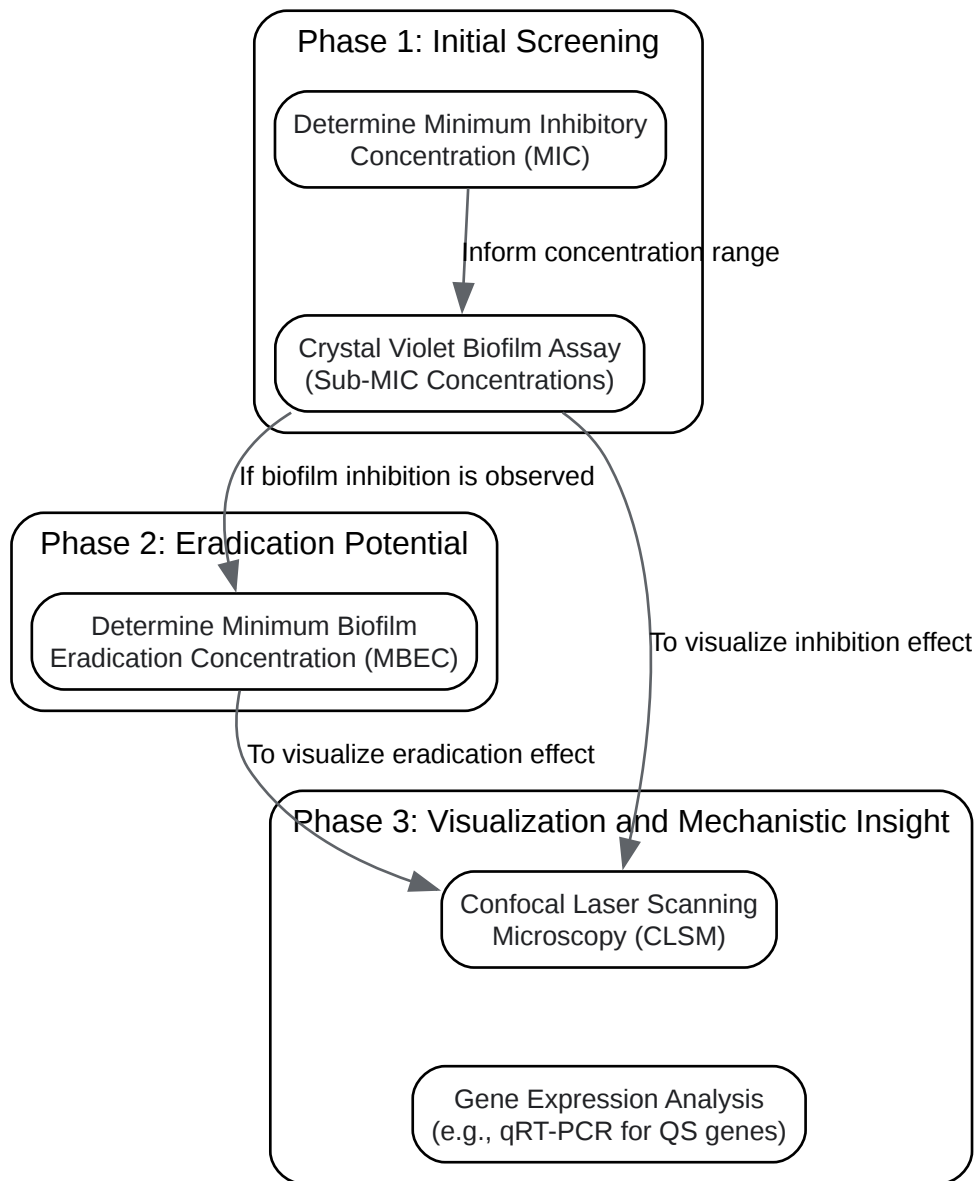 Phase 1: Initial Screening
Determine Minimum Inhibitory
Concentration (MIC)
Inform concentration range
Crystal Violet Biofilm Assay
(Sub-MIC Concentrations)
If biofilm inhibition is observed
Phase 2: Eradication Potential
Determine Minimum Biofilm
Eradication Concentration (MBEC)
To visualize inhibition effect
To visualize eradication effect
Phase 3: Visualization and Mechanistic Insight
Confocal Laser Scanning
Microscopy (CLSM)
Gene Expression Analysis
(e.g., qRT-PCR for QS genes)